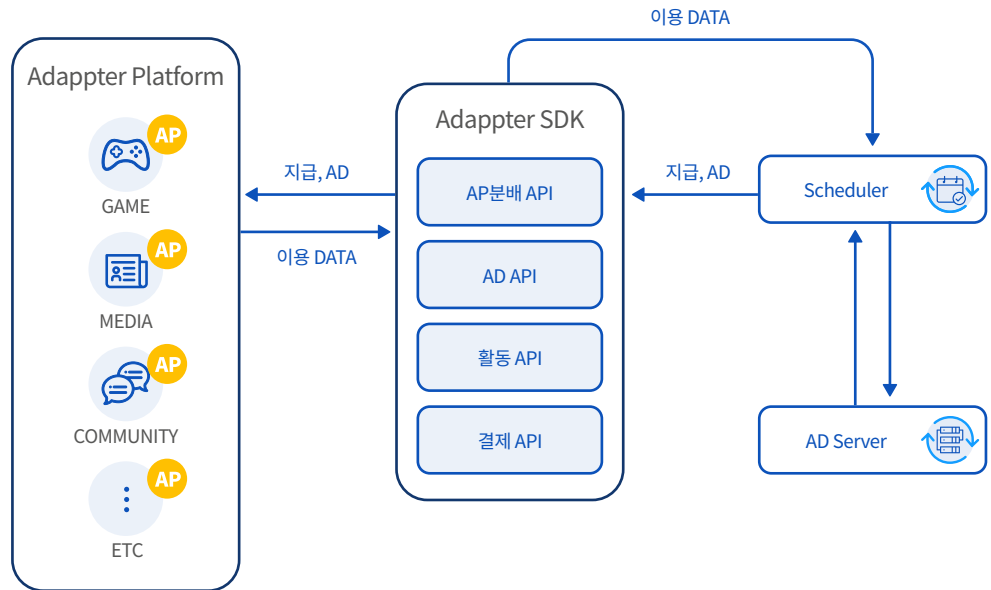 이용 DATA
Adappter Platform
AP
GAME
AP
MEDIA
AP
COMMUNITY
AP
ETC
지급, AD
이용 DATA
Adappter SDK
AP분배 API
AD API
활동 API
결제 API
지급, AD
Scheduler
AD Server